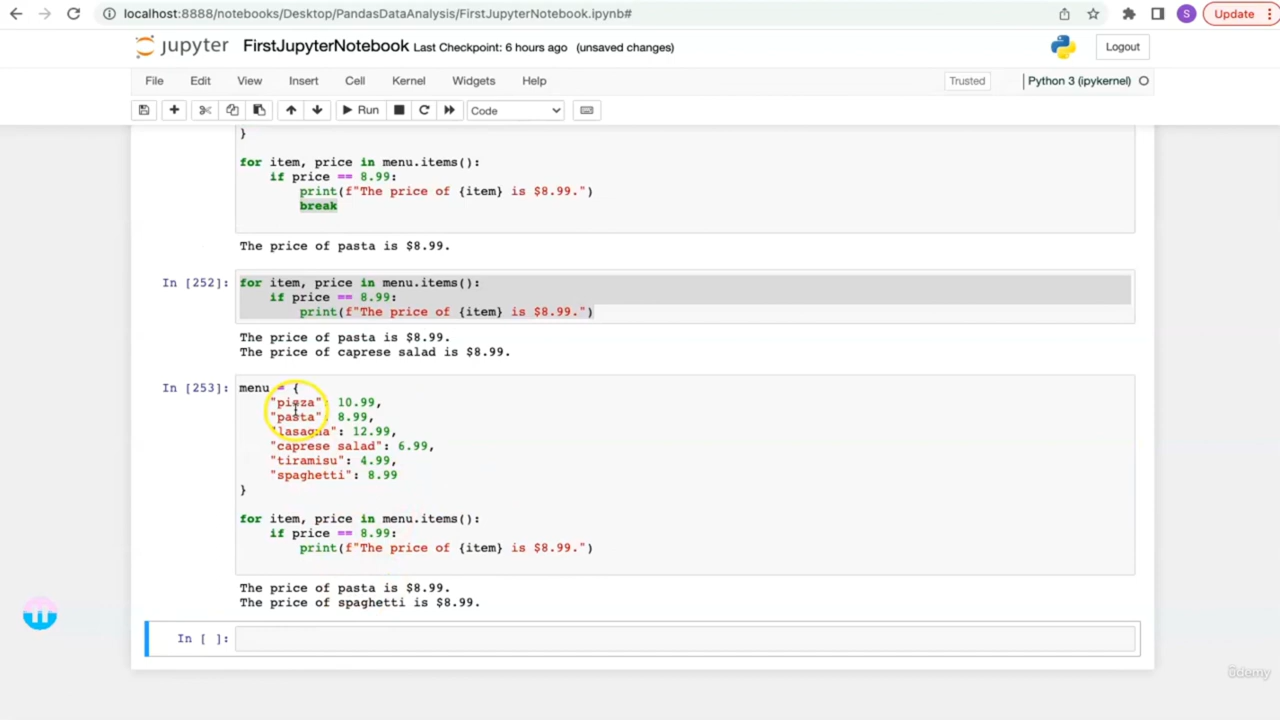 localhost:8888/notebooks/Desktop/PandasDataAnalysis/FirstJupyterNotebook.ipynb#
S
Update
jupyter FirstJupyterNotebook Last Checkpoint: 6 hours ago (unsaved changes)
Logout
File Edit View Insert Cell Kernel Widgets Help
Trusted
Python 3 (ipykernel)
Run
Code
}
for item, price in menu.items():
if price == 8.99:
print(f"The price of {item} is $8.99.")
break
The price of pasta is $8.99.
In [252]: for item, price in menu.items():
if price == 8.99:
print(f"The price of {item} is $8.99.")
The price of pasta is $8.99.
The price of caprese salad is $8.99.
In [253]: menu = {
"pizza": 10.99,
"pasta": 8.99,
"lasagna": 12.99,
"caprese salad": 6.99,
"tiramisu": 4.99,
"spaghetti": 8.99
}
for item, price in menu.items():
if price == 8.99:
print(f"The price of {item} is $8.99.")
The price of pasta is $8.99.
The price of spaghetti is $8.99.
In [ ]:
ûdemy